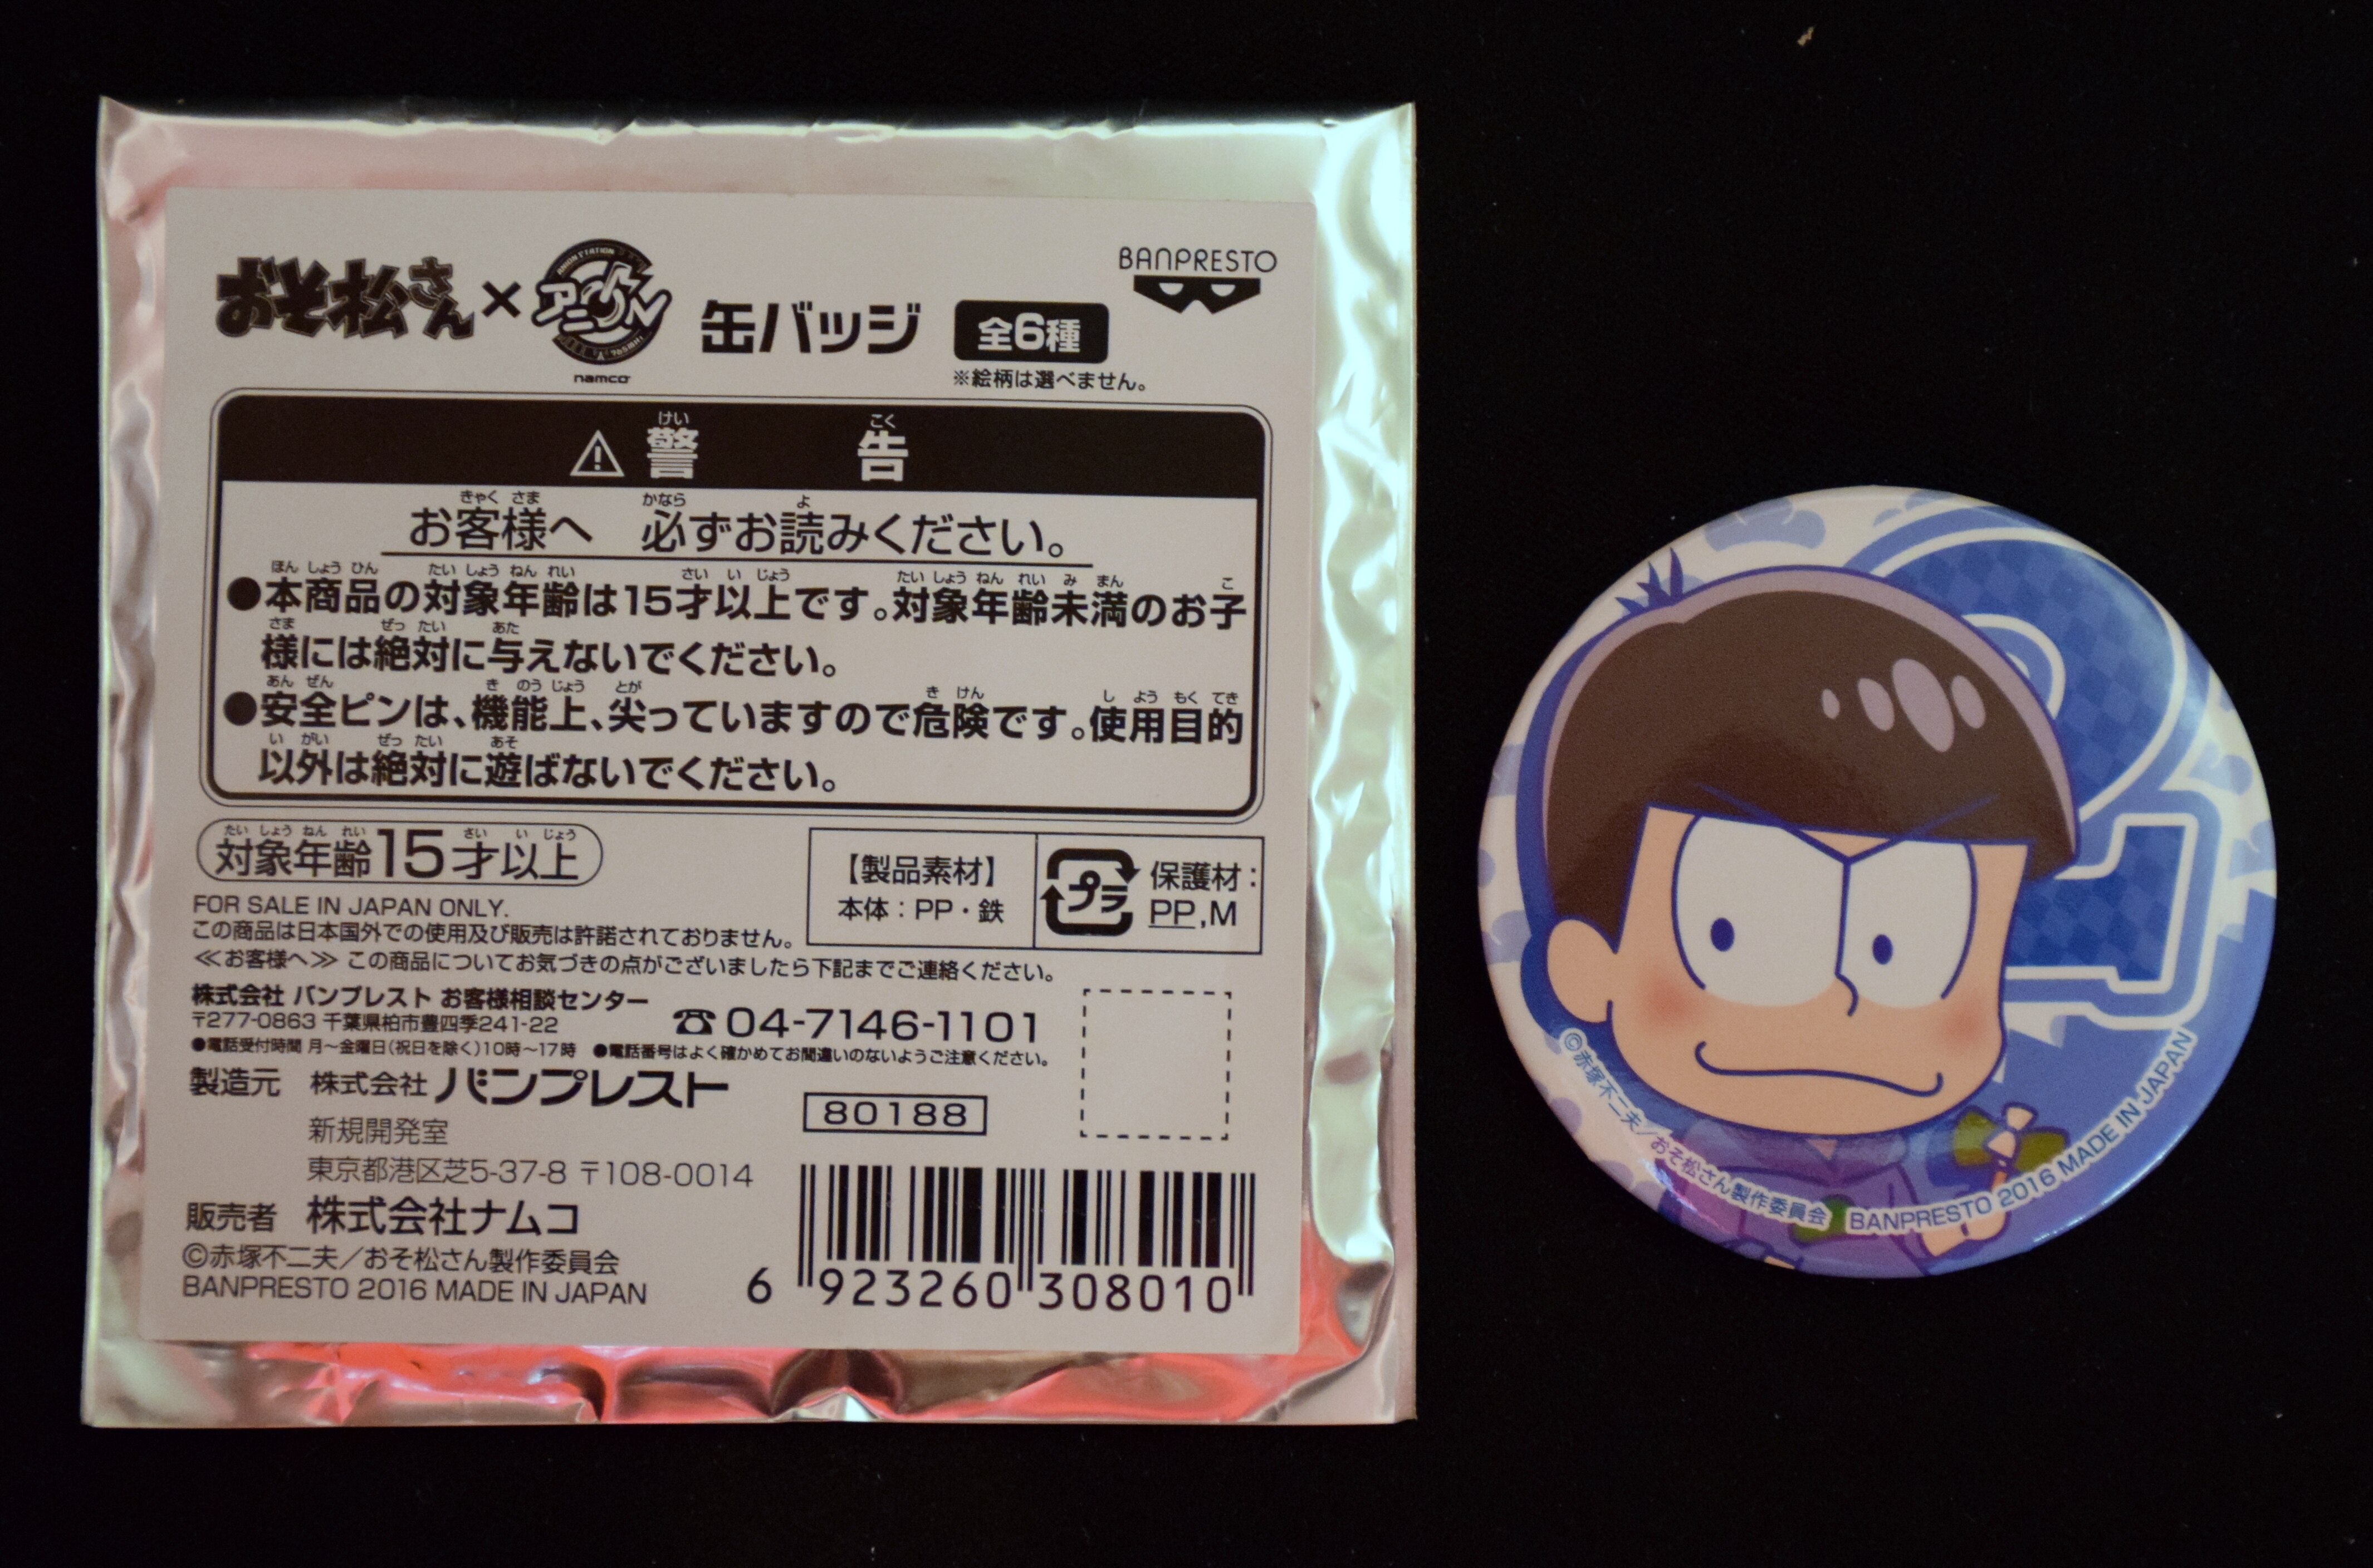 おそ松さん×アニON 缶バッジ 全6種
namco
※絵柄は選べません。
BANPRESTO
警告
お客様へ 必ずお読みください。
●本商品の対象年齢は15才以上です。対象年齢未満のお子
様には絶対に与えないでください。
●安全ピンは、機能上、尖っていますので危険です。使用目的
以外は絶対に遊ばないでください。
対象年齢15才以上
【製品素材】
本体:PP・鉄
プラ
保護材:
PP,M
FOR SALE IN JAPAN ONLY.
この商品は日本国外での使用及び販売は許諾されておりません。
≪お客様へ≫ この商品についてお気づきの点がございましたら下記までご連絡ください。
株式会社 バンプレスト お客様相談センター
〒277-0863 千葉県柏市豊四季241-22
☎04-7146-1101
●電話受付時間 月～金曜日(祝日を除く)10時～17時 ●電話番号はよく確かめてお間違いのないようご注意ください。
製造元 株式会社 バンプレスト
新規開発室
東京都港区芝5-37-8 〒108-0014
80188
販売者 株式会社ナムコ
©赤塚不二夫/おそ松さん製作委員会
BANPRESTO 2016 MADE IN JAPAN
6 923260 308010
©赤塚不二夫/おそ松さん製作委員会 BANPRESTO 2016 MADE IN JAPAN